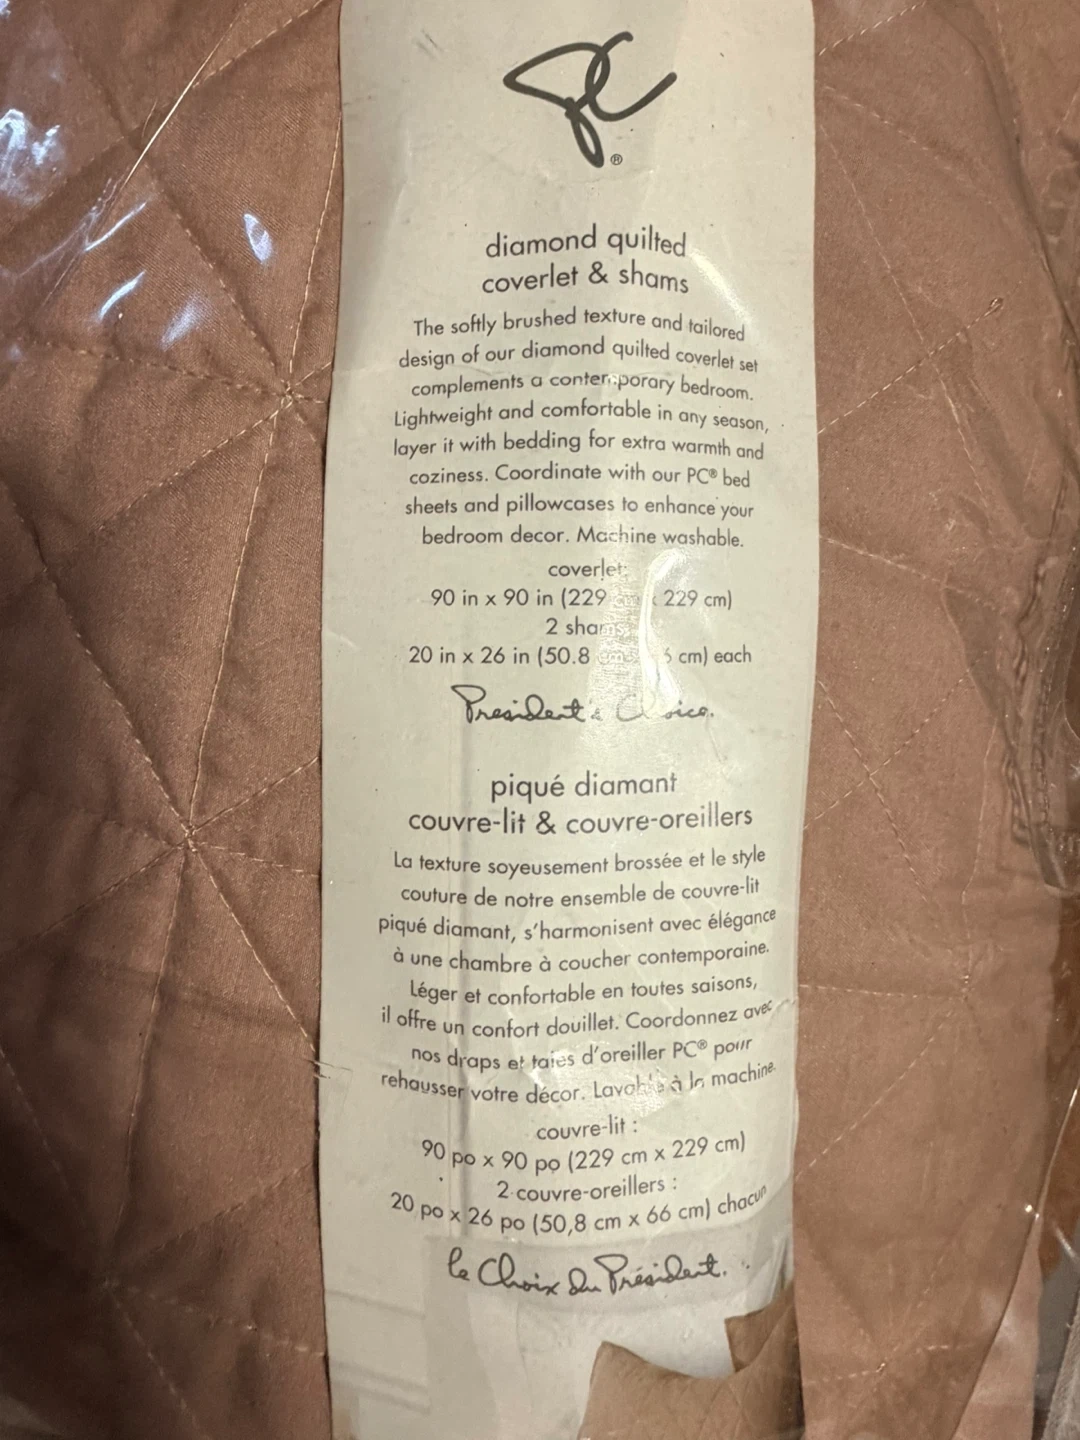 PC®
diamond quilted
coverlet & shams
The softly brushed texture and tailored
design of our diamond quilted coverlet set
complements a contemporary bedroom.
Lightweight and comfortable in any season,
layer it with bedding for extra warmth and
coziness. Coordinate with our PC® bed
sheets and pillowcases to enhance your
bedroom decor. Machine washable.
coverlet:
90 in x 90 in (229 cm x 229 cm)
2 shams:
20 in x 26 in (50.8 cm x 66 cm) each
President's Choice.
piqué diamant
couvre-lit & couvre-oreillers
La texture soyeusement brossée et le style
couture de notre ensemble de couvre-lit
piqué diamant, s'harmonisent avec élégance
à une chambre à coucher contemporaine.
Léger et confortable en toutes saisons,
il offre un confort douillet. Coordonnez avec
nos draps et taies d'oreiller PC® pour
rehausser votre décor. Lavable à la machine.
couvre-lit :
90 po x 90 po (229 cm x 229 cm)
2 couvre-oreillers :
20 po x 26 po (50,8 cm x 66 cm) chacun
le Choix du Président.